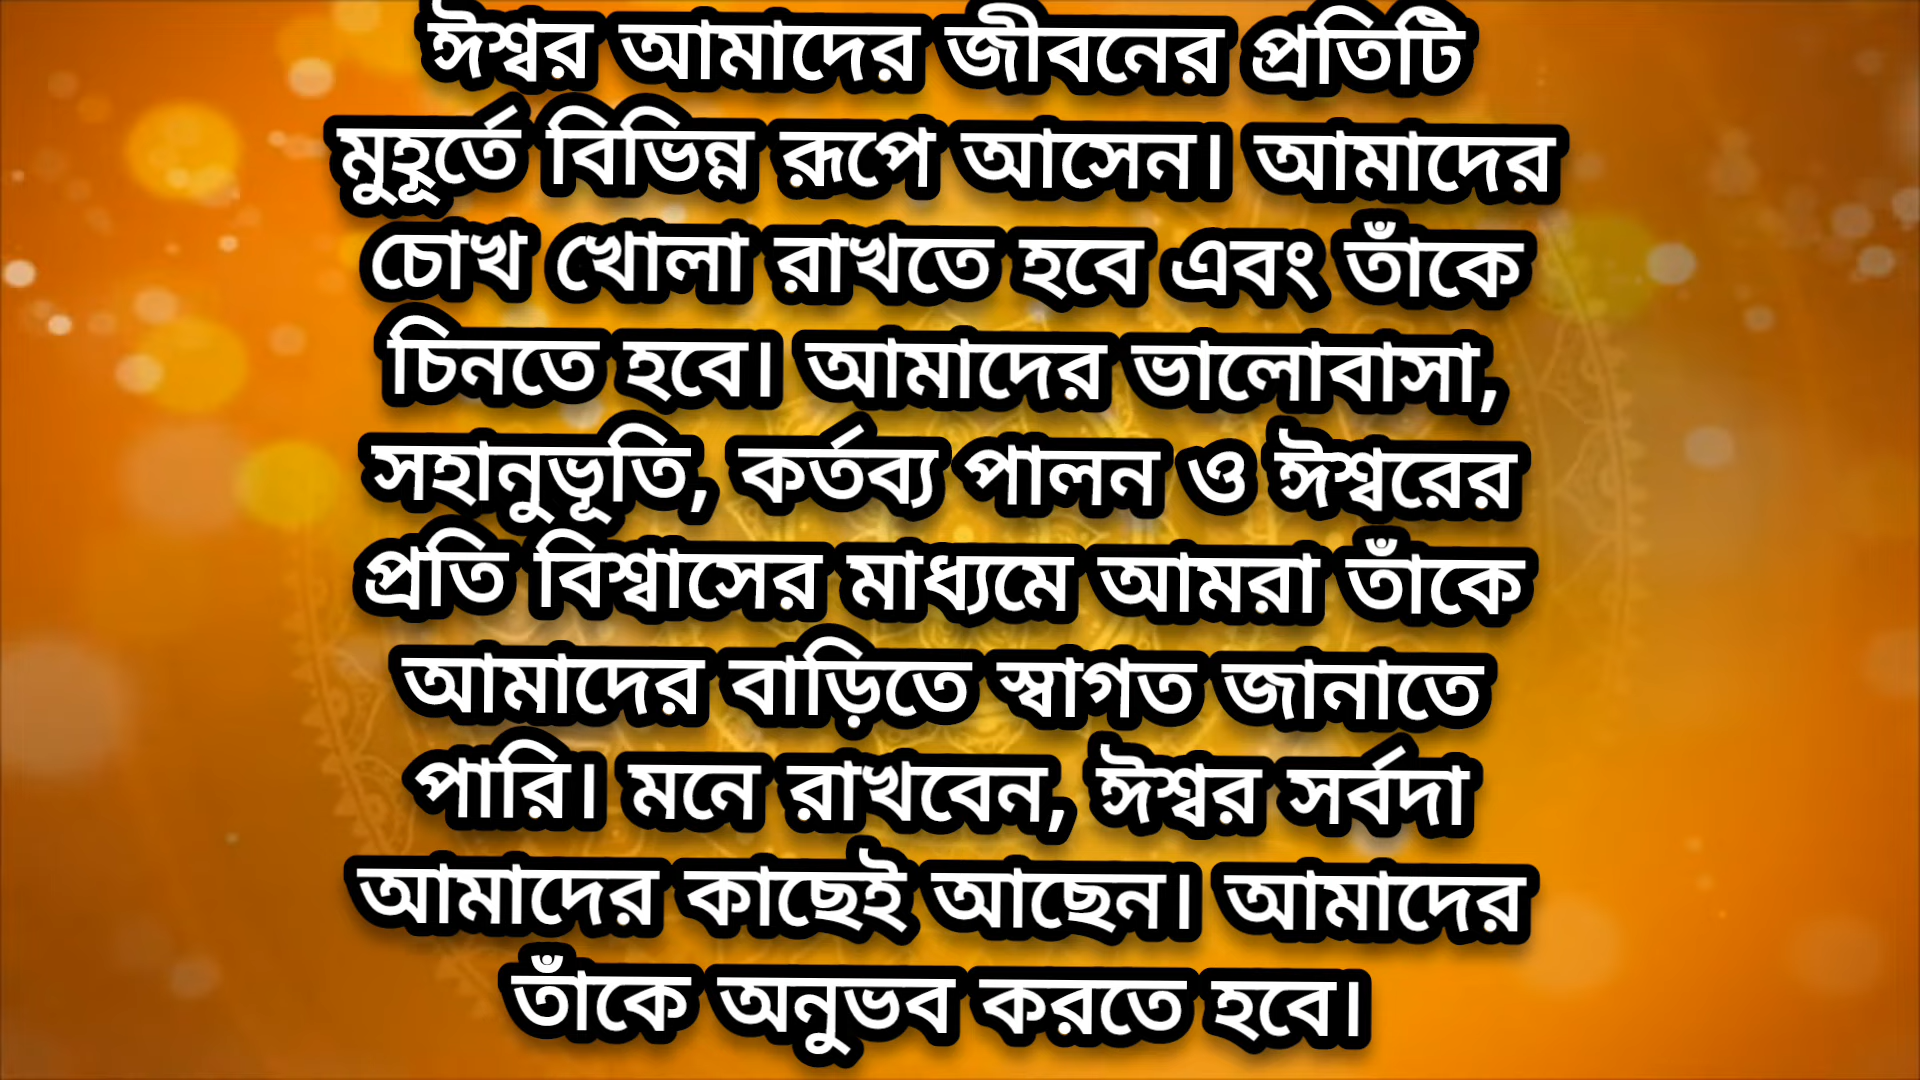 ঈশ্বর আমাদের জীবনের প্রতিটি
মুহূর্তে বিভিন্ন রূপে আসেন। আমাদের
চোখ খোলা রাখতে হবে এবং তাঁকে
চিনতে হবে। আমাদের ভালোবাসা,
সহানুভূতি, কর্তব্য পালন ও ঈশ্বরের
প্রতি বিশ্বাসের মাধ্যমে আমরা তাঁকে
আমাদের বাড়িতে স্বাগত জানাতে
পারি। মনে রাখবেন, ঈশ্বর সর্বদা
আমাদের কাছেই আছেন। আমাদের
তাঁকে অনুভব করতে হবে।